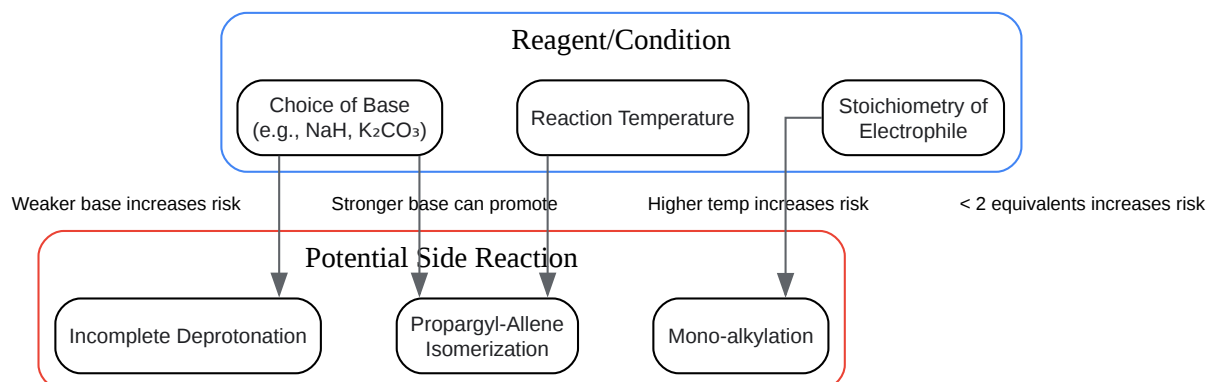 Reagent/Condition
Choice of Base
(e.g., NaH, K₂CO₃)
Reaction Temperature
Stoichiometry of
Electrophile
Weaker base increases risk
Stronger base can promote
Higher temp increases risk
< 2 equivalents increases risk
Potential Side Reaction
Incomplete Deprotonation
Propargyl-Allene
Isomerization
Mono-alkylation